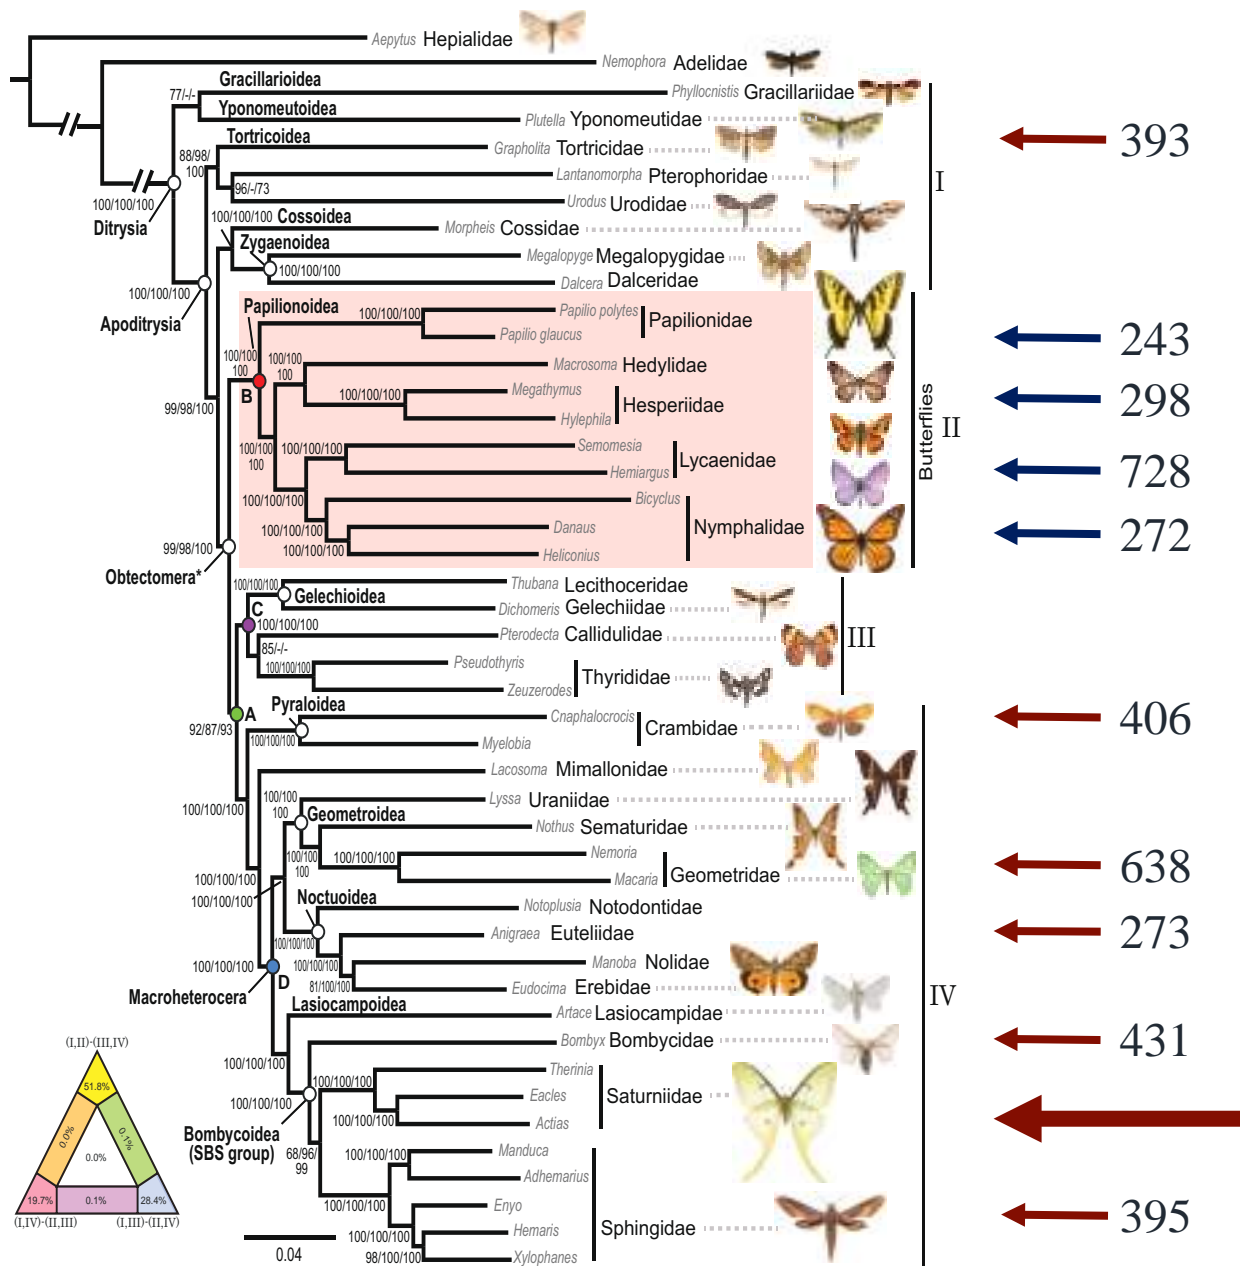 Aepytus Hepialidae
Nemophora Adelidae
Gracillarioidea
77/-/-
Phyllocnistis Gracillariidae
Yponomeutoidea
Plutella Yponomeutidae
Tortricoidea
393
88/98/
100
Grapholita Tortricidae
Lantanomorpha Pterophoridae
I
96/-/73
100/100/100
Urodus Urodidae
Ditrysia
100/100/100
Cossoidea
Morpheis Cossidae
Zygaenoidea
Megalopyge Megalopygidae
100/100/100
Dalcera Dalceridae
100/100/100
Apoditrysia
Papilionoidea
100/100/100
Papilio polytes
Papilionidae
Papilio glaucus
243
100/100
100
B
100/100
100
Macrosoma Hedylidae
100/100/100
Megathymus
Hesperiidae
Hylephila
298
99/98/100
Butterflies
II
100/100
100
100/100/100
Semomesia
Lycaenidae
Hemiargus
728
100/100/100
Bicyclus
Nymphalidae
Danaus
272
100/100/100
100/100/100
Heliconius
99/98/100
Obtectomera*
100/100/100
Thubana Lecithoceridae
Gelechioidea
Dichomeris Gelechiidae
C
100/100/100
Pterodecta Callidulidae
III
85/-/-
100/100/100
Pseudothyris
Thyrididae
Zeuzerodes
A
92/87/93
Pyraloidea
Cnaphalocrocis
Crambidae
406
100/100/100
Myelobia
Lacosoma Mimallonidae
100/100/100
100/100
100
Lyssa Uraniidae
Geometroidea
Nothus Sematuridae
100/100
100
100/100/100
Nemoria
Geometridae
Macaria
638
100/100/100
100/100/100
Noctuoidea
Notoplusia Notodontidae
100/100/100
Anigraea Euteliidae
273
100/100/100
Manoba Nolidae
81/100/100
Eudocima Erebidae
100/100/100
D
Macroheterocera
IV
Lasiocampoidea
Artace Lasiocampidae
Bombyx Bombycidae
431
100/100/100
100/100/100
Therinia
Saturniidae
Eacles
100/100/100
Actias
100/100/100
Bombycoidea
(SBS group)
68/96/
99
100/100/100
Manduca
Adhemarius
100/100/100
Enyo
Sphingidae
395
100/100/100
Hemaris
98/100/100
Xylophanes
0.04
(I,II)-(III,IV)
51.8%
0.0%
0.1%
0.0%
19.7%
0.1%
28.4%
(I,IV)-(II,III)
(I,III)-(II,IV)